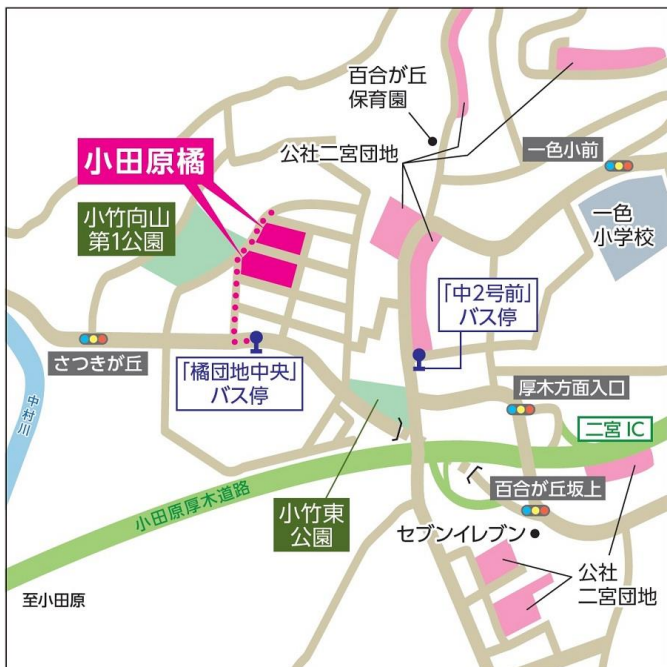 百合が丘
保育園
公社二宮団地
一色小前
小田原橘
小竹向山
第1公園
一色
小学校
「中2号前」
バス停
さつきが丘
「橘団地中央」
バス停
厚木方面入口
中村川
二宮 IC
小田原厚木道路
小竹東
公園
百合が丘坂上
セブンイレブン
公社
二宮団地
至小田原